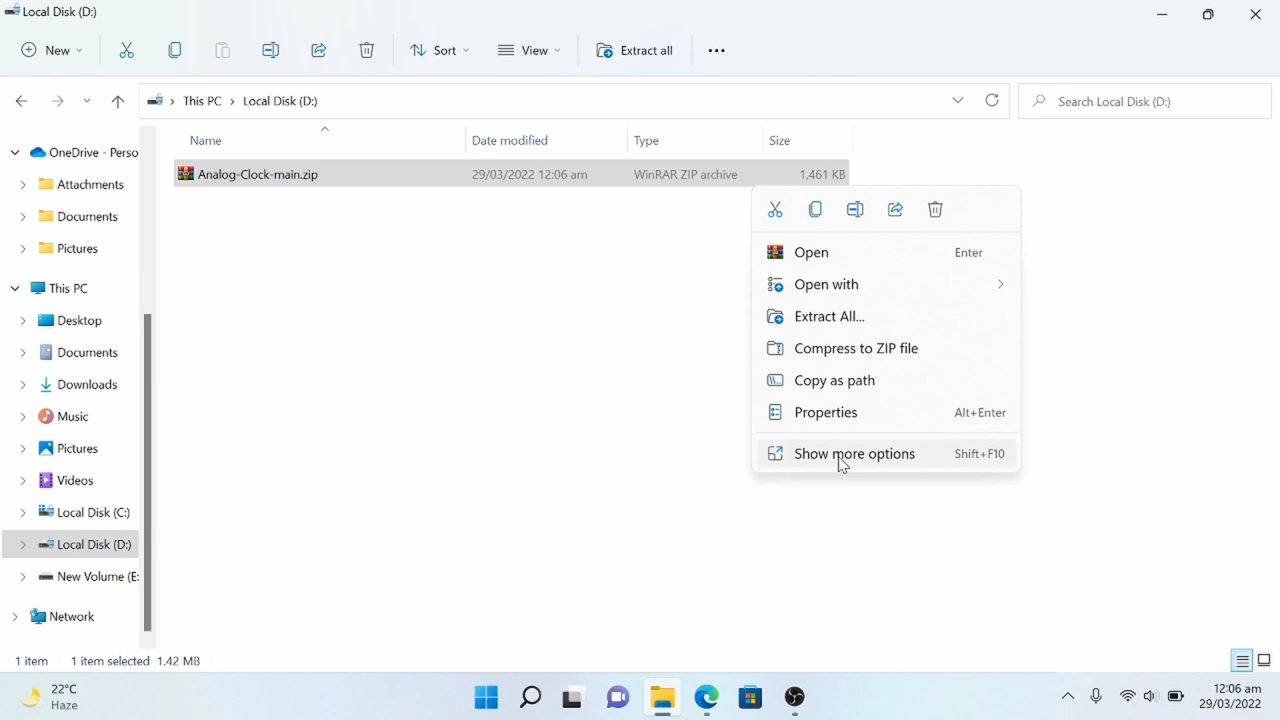 Local Disk (D:)
New
Sort
View
Extract all
This PC > Local Disk (D:)
Search Local Disk (D:)
Name Date modified Type Size
Analog-Clock-main.zip 29/03/2022 12:06 am WinRAR ZIP archive 1,461 KB
OneDrive - Perso
Attachments
Documents
Pictures
This PC
Desktop
Documents
Downloads
Music
Pictures
Videos
Local Disk (C:)
Local Disk (D:)
New Volume (E:
Network
Open Enter
Open with
Extract All...
Compress to ZIP file
Copy as path
Properties Alt+Enter
Show more options Shift+F10
1 item 1 item selected 1.42 MB
22°C
Haze
12:06 am
29/03/2022